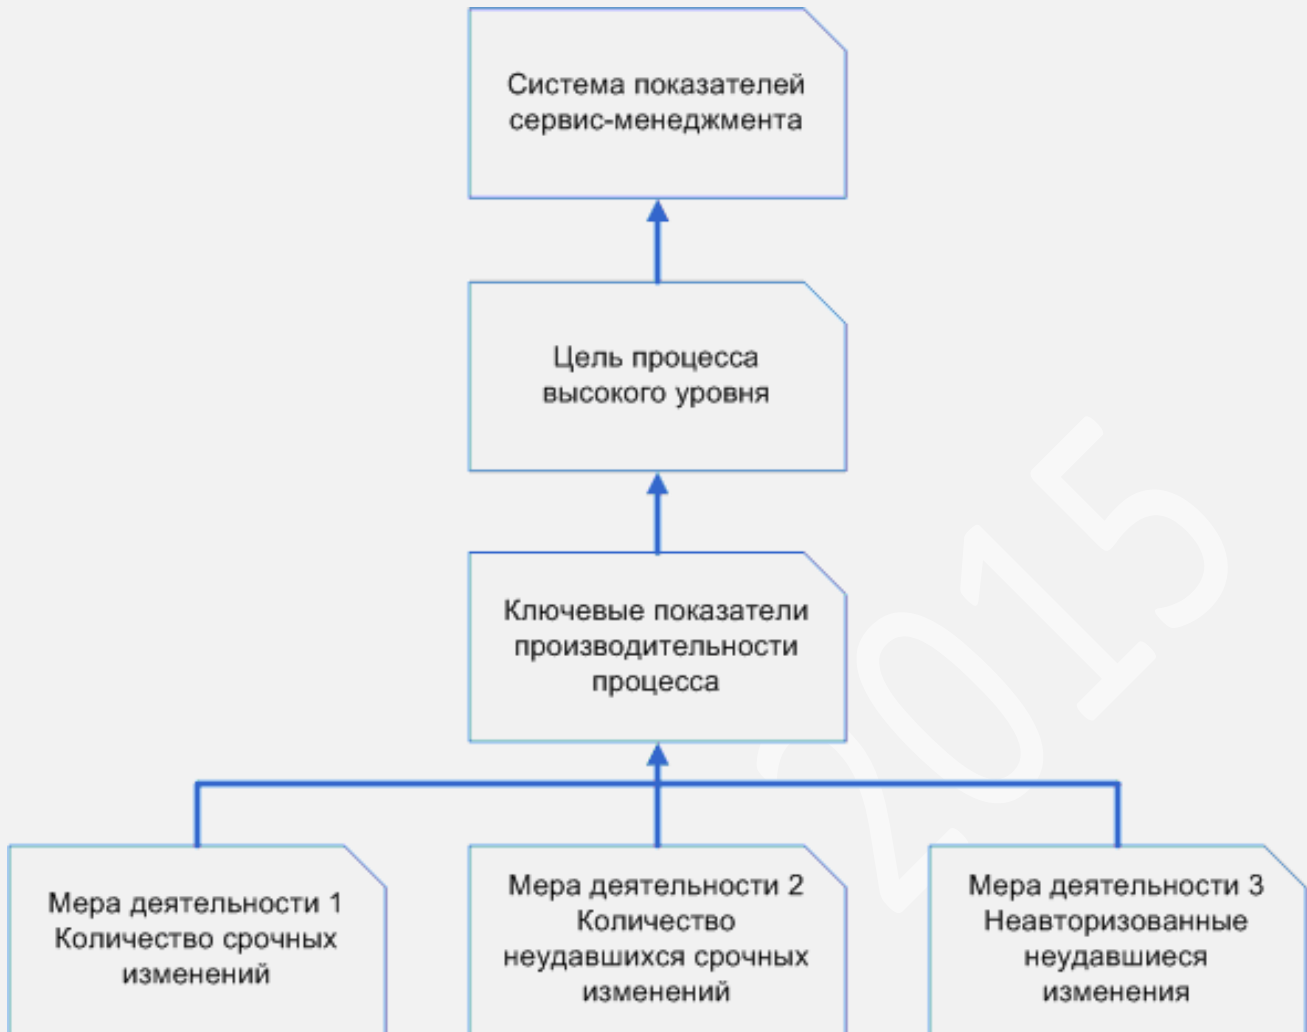 Система показателей
сервис-менеджмента
Цель процесса
высокого уровня
Ключевые показатели
производительности
процесса
Мера деятельности 1
Количество срочных
изменений
Мера деятельности 2
Количество
неудавшихся срочных
изменений
Мера деятельности 3
Неавторизованные
неудавшиеся
изменения
2015